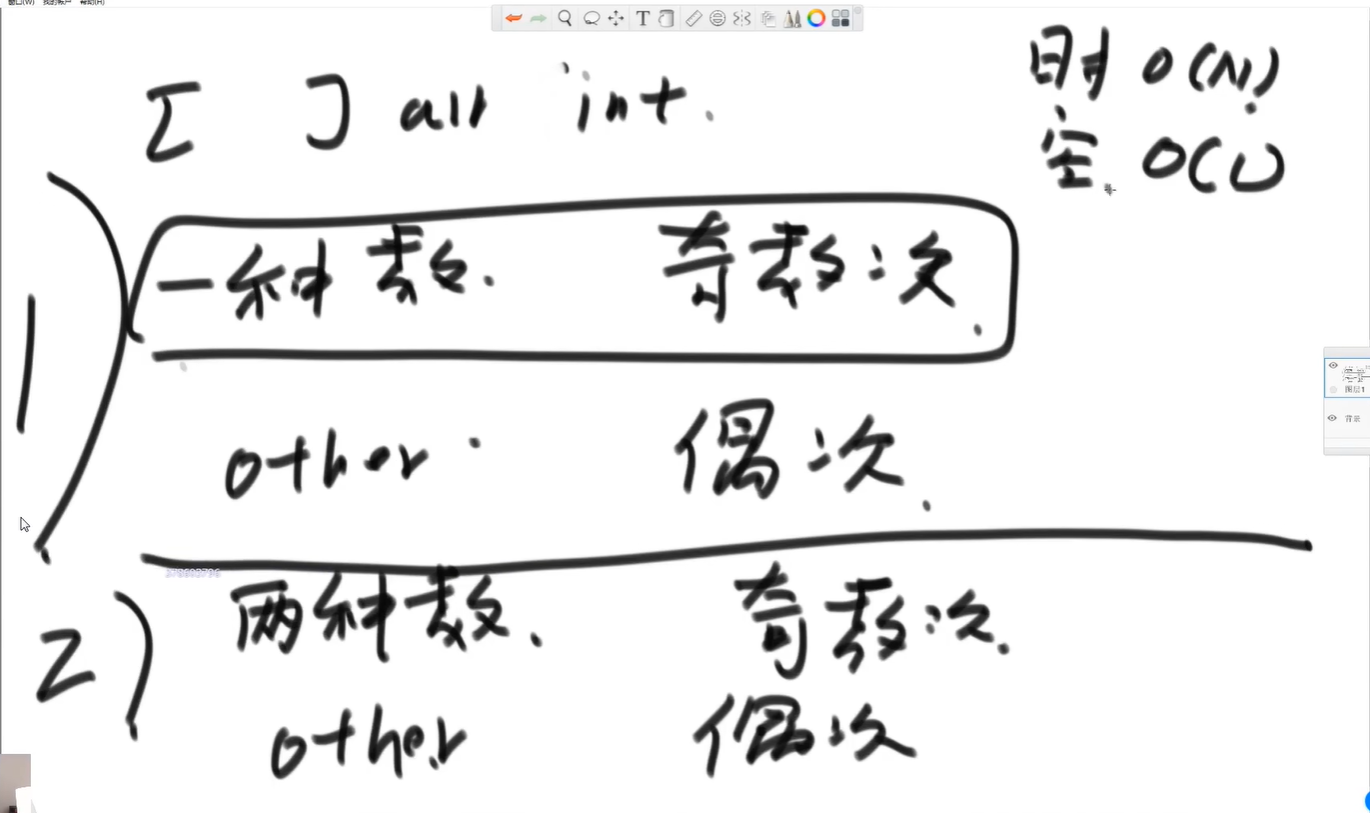 窗口(W) 我的账户 帮助(H)
[ ] all int.
时 O(N)
空 O(1)
1)
一种数. 奇数次.
other. 偶次.
图层1
背景
378602796
2) 两种数. 奇数次.
other 偶次